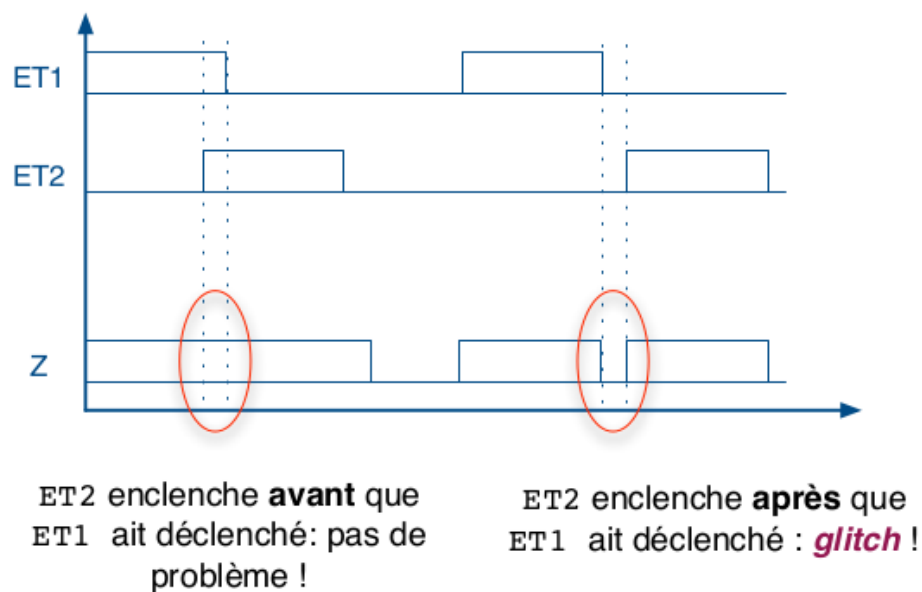 ET1
ET2
Z
ET2 enclenche avant que
ET1 ait déclenché: pas de
problème !
ET2 enclenche après que
ET1 ait déclenché : glitch !